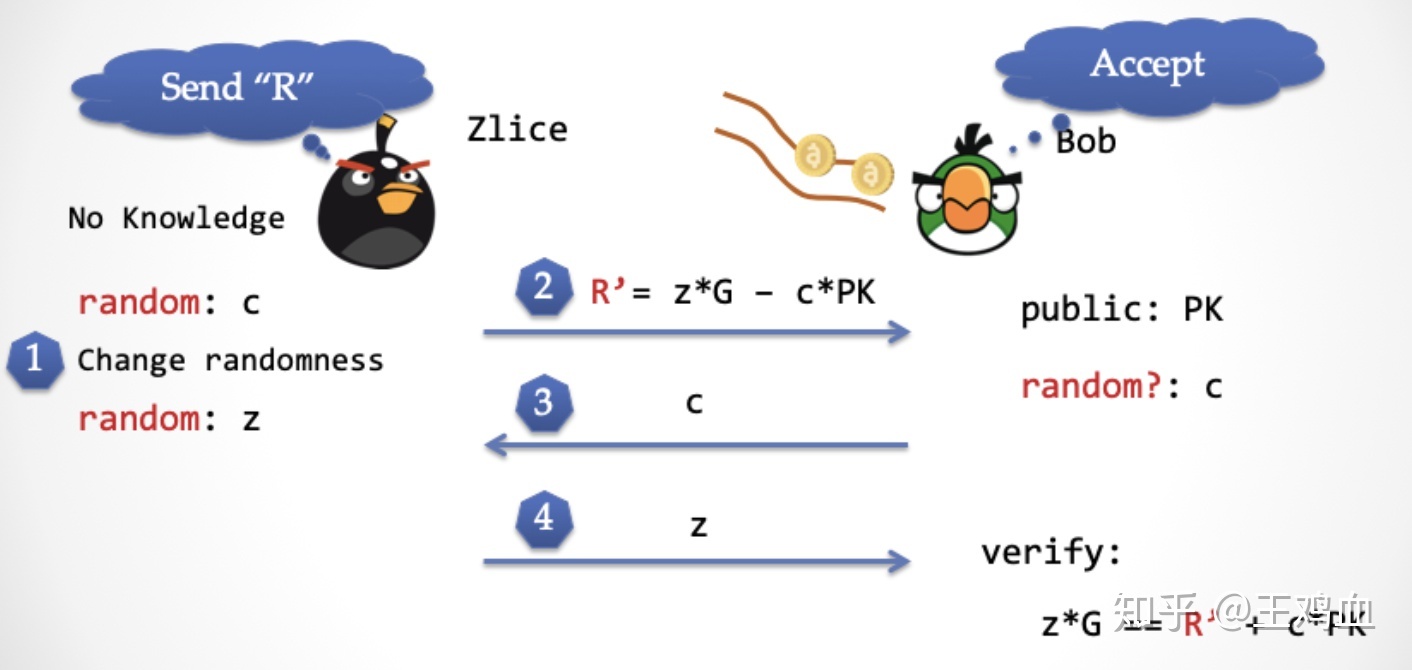 Send “R”
Accept
Zlice
Bob
No Knowledge
random: c
1 Change randomness
random: z
2 R’= z*G – c*PK
3 c
4 z
public: PK
random?: c
verify:
z*G == R’ + c*PK
知乎 @王鸡血